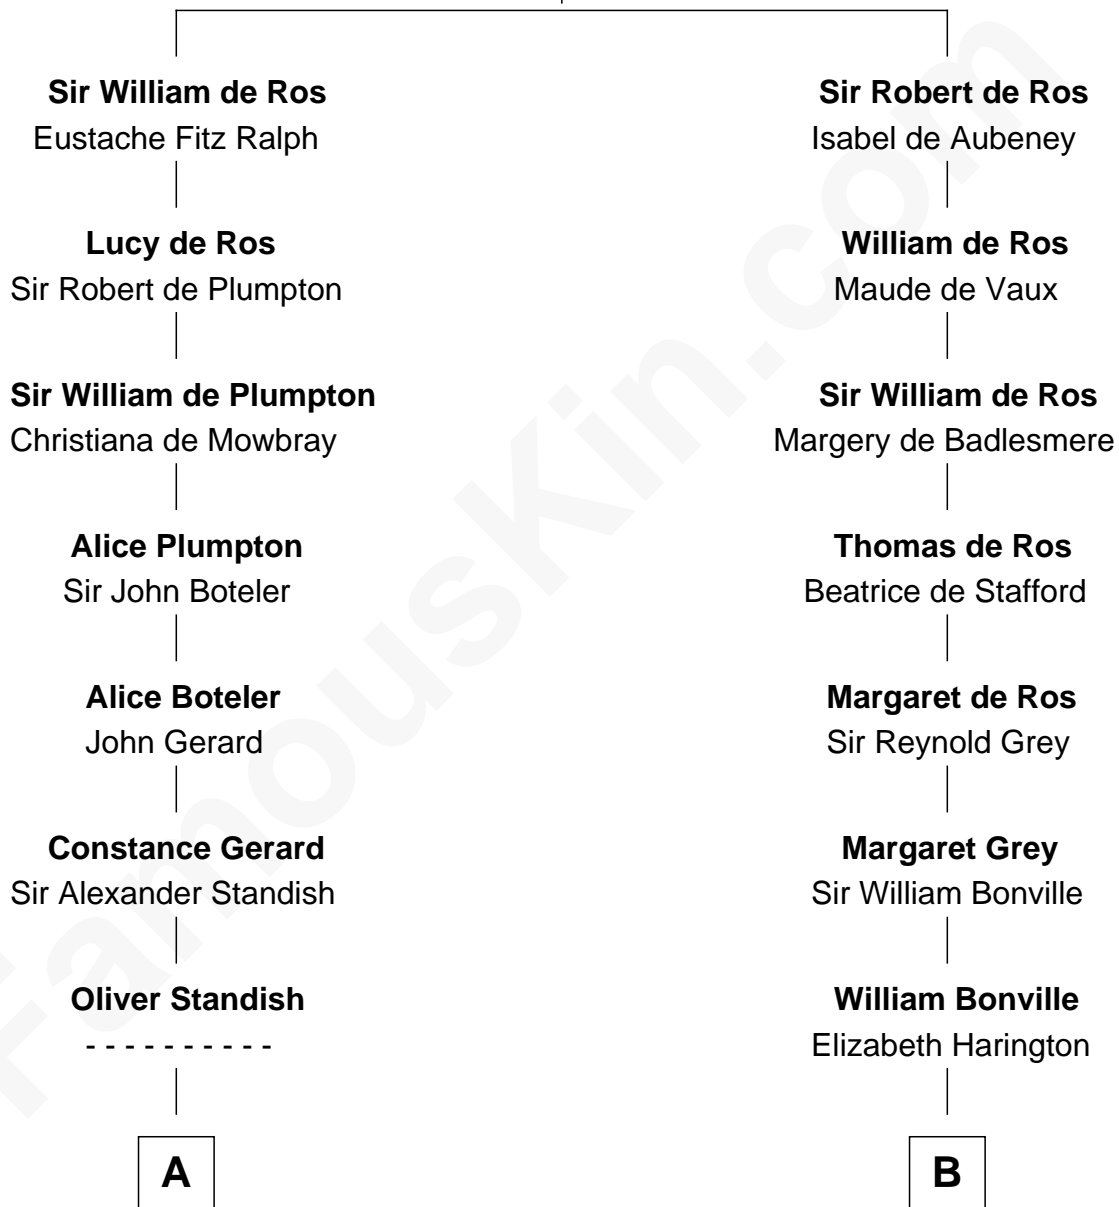 Sir William de Ros
Eustache Fitz Ralph
Lucy de Ros
Sir Robert de Plumpton
Sir William de Plumpton
Christiana de Mowbray
Alice Plumpton
Sir John Boteler
Alice Boteler
John Gerard
Constance Gerard
Sir Alexander Standish
Oliver Standish
- - - - - - - - - -
A
Sir Robert de Ros
Isabel de Aubeney
William de Ros
Maude de Vaux
Sir William de Ros
Margery de Badlesmere
Thomas de Ros
Beatrice de Stafford
Margaret de Ros
Sir Reynold Grey
Margaret Grey
Sir William Bonville
William Bonville
Elizabeth Harington
B
FamousKin.com